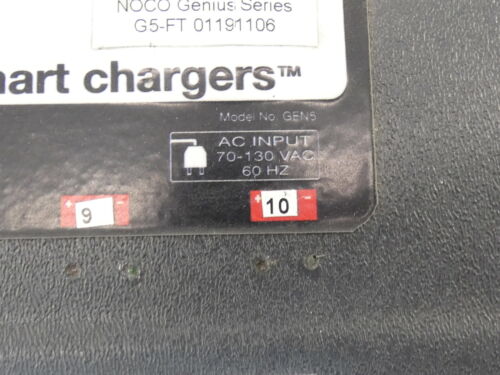 NOCO Genius Series
G5-FT 01191106
mart chargers™
Model No. GEN5
AC INPUT
70-130 VAC
60 HZ
+ 9 -
+ 10 -